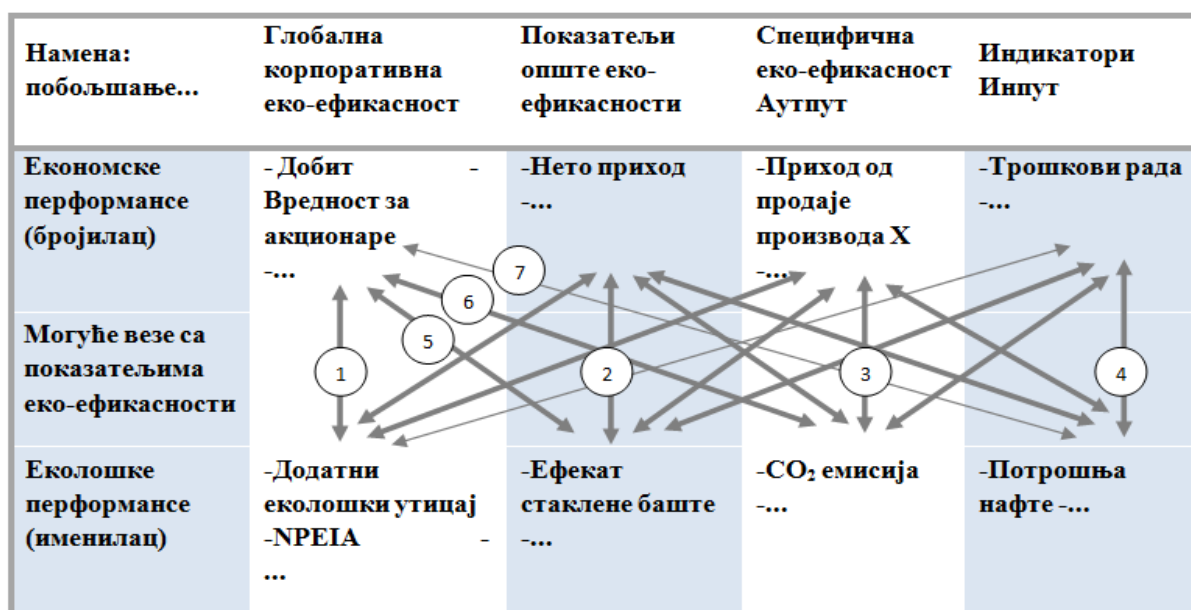 Намена:
побољшање...
Глобална
корпоративна
еко-ефикасност
Показатељи
опште еко-
ефикасности
Специфична
еко-ефикасност
Аутпут
Индикатори
Инпут
Економске
перформансе
(бројилац)
- Добит -
Вредност за
акционаре
-...
-Нето приход
-...
-Приход од
продаје
производа X
-...
-Трошкови рада
-...
Могуће везе са
показатељима
еко-ефикасности
7
6
5
1
2
3
4
Еколошке
перформансе
(именилац)
-Додатни
еколошки утицај
-NPEIA -
...
-Ефекат
стаклене баште
-...
-CO₂ емисија
-...
-Потрошња
нафте -...